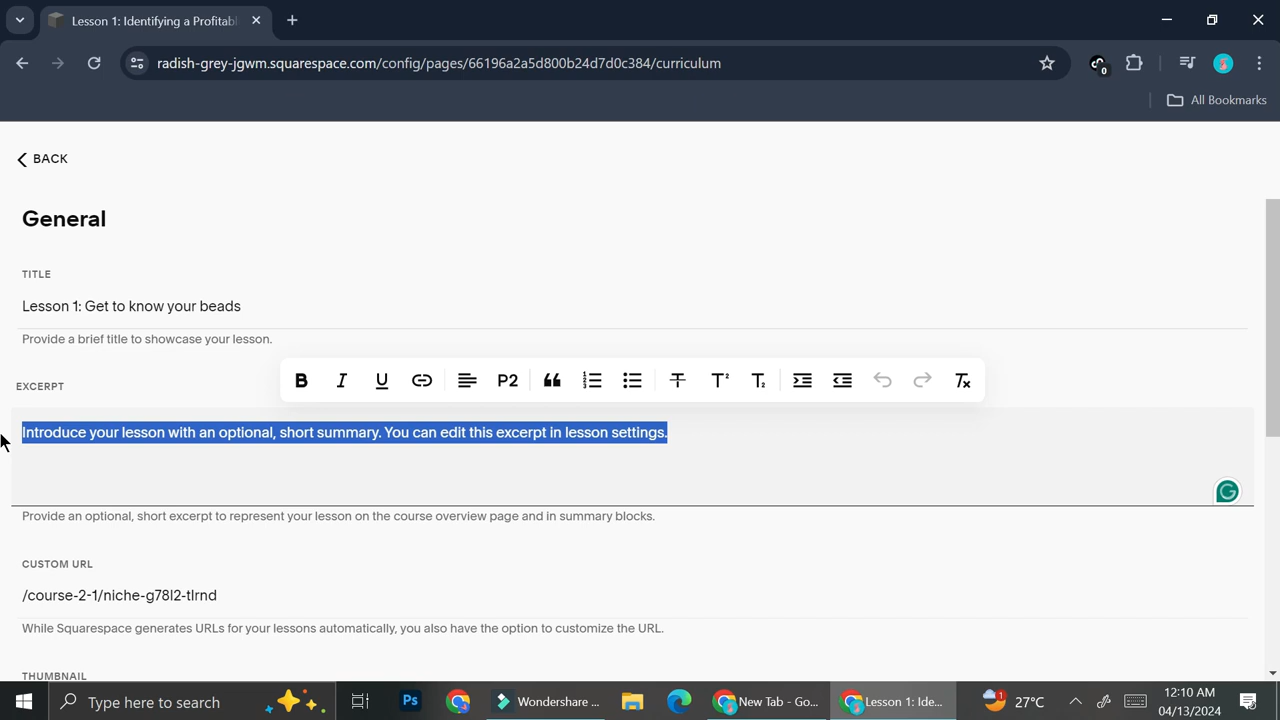 Lesson 1: Identifying a Profitabl
radish-grey-jgwm.squarespace.com/config/pages/66196a2a5d800b24d7d0c384/curriculum
0
All Bookmarks
BACK
General
TITLE
Lesson 1: Get to know your beads
Provide a brief title to showcase your lesson.
EXCERPT
B I U P2 T T T Tx
Introduce your lesson with an optional, short summary. You can edit this excerpt in lesson settings.
G
Provide an optional, short excerpt to represent your lesson on the course overview page and in summary blocks.
CUSTOM URL
/course-2-1/niche-g78l2-tlrnd
While Squarespace generates URLs for your lessons automatically, you also have the option to customize the URL.
THUMBNAIL
Type here to search
Ps
Wondershare ...
New Tab - Go...
Lesson 1: Ide...
1
27°C
12:10 AM
04/13/2024